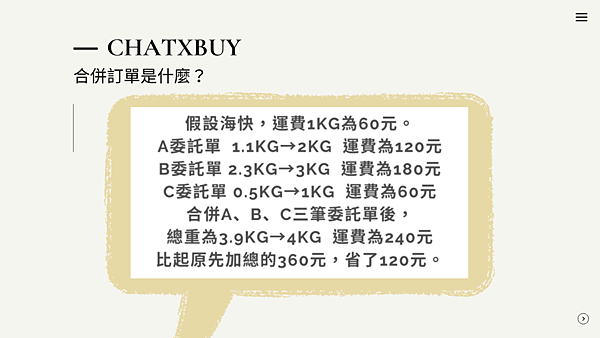 — CHATXBUY
合併訂單是什麼？
假設海快，運費1KG為60元。
A委託單 1.1KG→2KG 運費為120元
B委託單 2.3KG→3KG 運費為180元
C委託單 0.5KG→1KG 運費為60元
合併A、B、C三筆委託單後，
總重為3.9KG→4KG 運費為240元
比起原先加總的360元，省了120元。